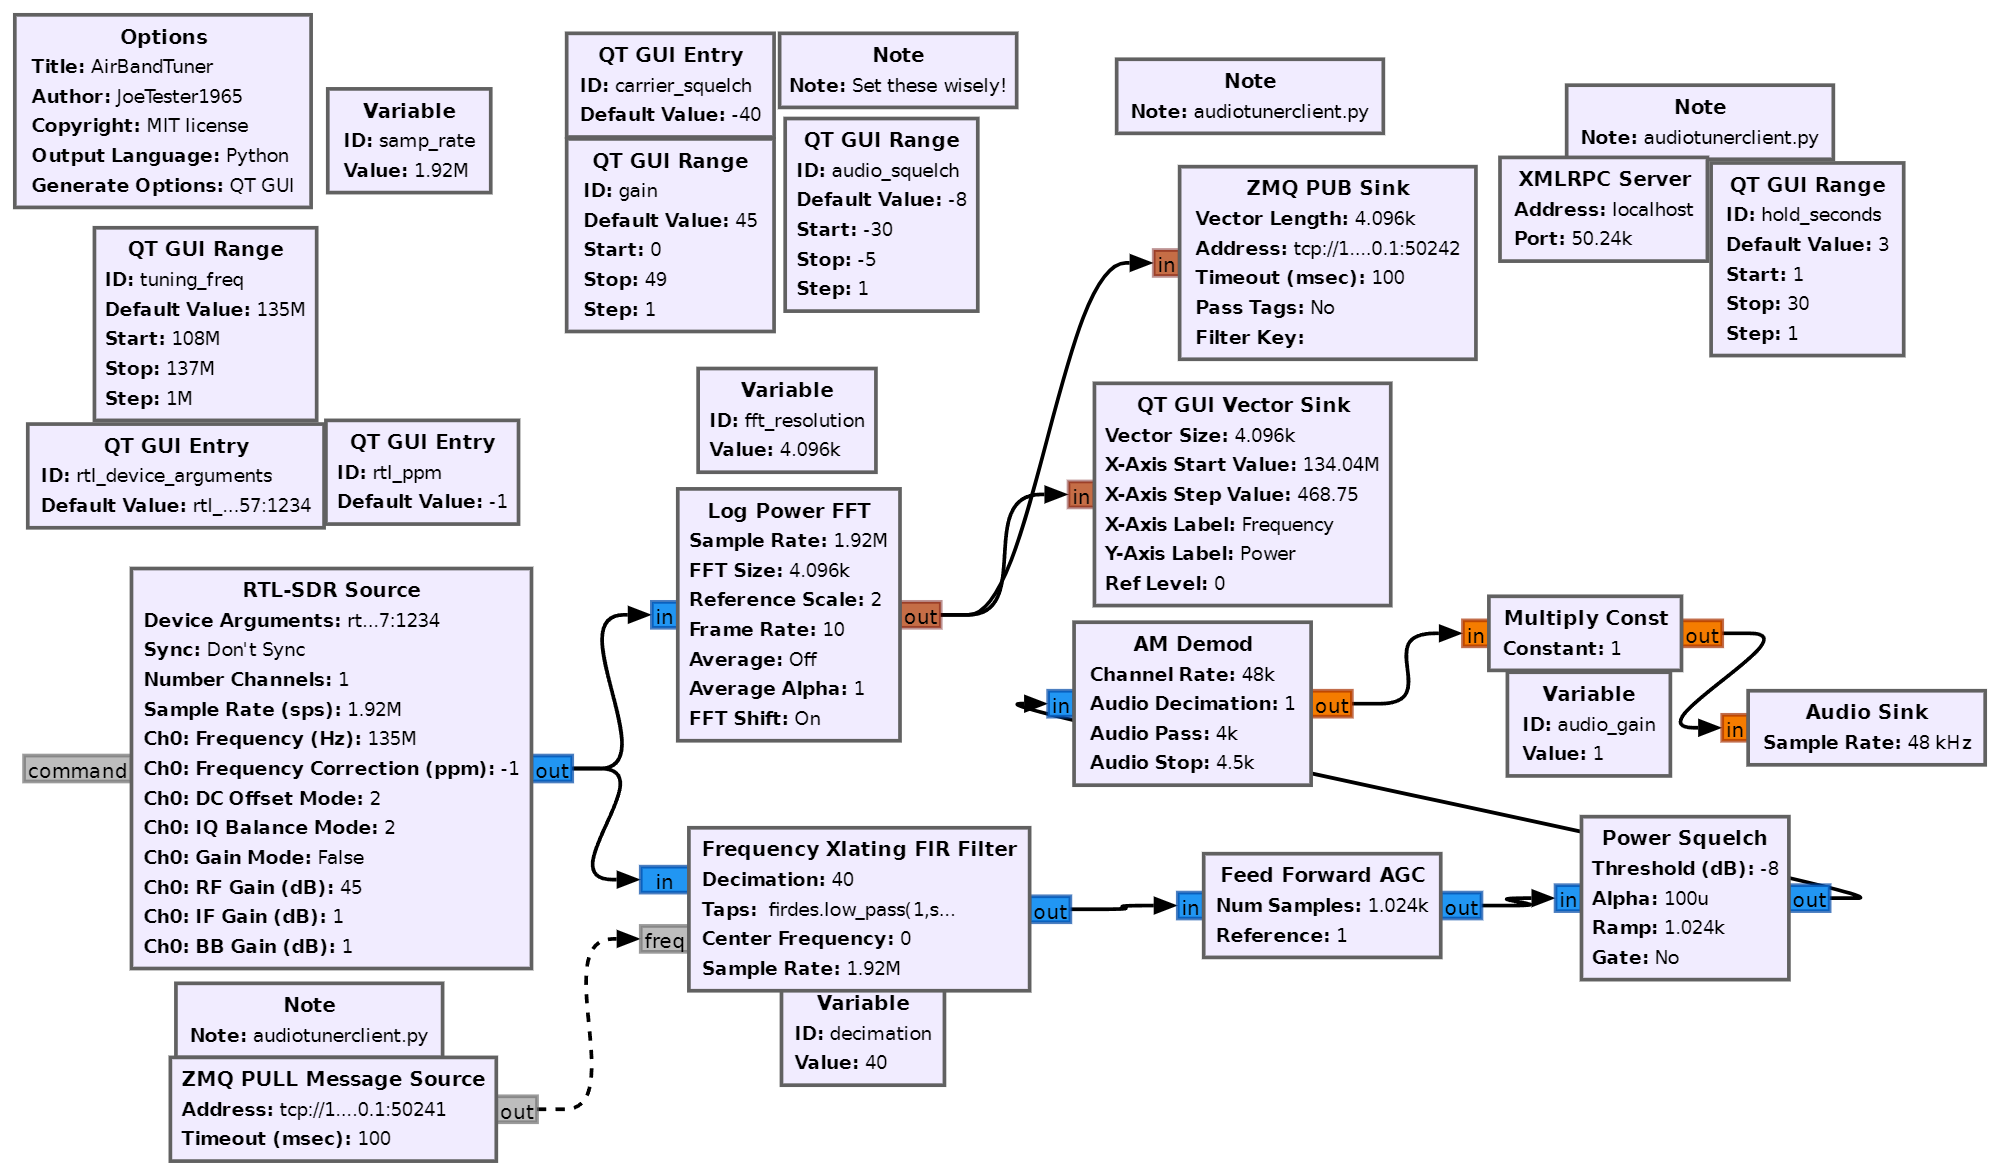 Options
Title: AirBandTuner
Author: JoeTester1965
Copyright: MIT license
Output Language: Python
Generate Options: QT GUI
Variable
ID: samp_rate
Value: 1.92M
QT GUI Entry
ID: carrier_squelch
Default Value: -40
Note
Note: Set these wisely!
QT GUI Range
ID: gain
Default Value: 45
Start: 0
Stop: 49
Step: 1
QT GUI Range
ID: audio_squelch
Default Value: -8
Start: -30
Stop: -5
Step: 1
Note
Note: audiotunerclient.py
ZMQ PUB Sink
Vector Length: 4.096k
Address: tcp://1....0.1:50242
Timeout (msec): 100
Pass Tags: No
Filter Key:
in
Note
Note: audiotunerclient.py
XMLRPC Server
Address: localhost
Port: 50.24k
QT GUI Range
ID: hold_seconds
Default Value: 3
Start: 1
Stop: 30
Step: 1
QT GUI Range
ID: tuning_freq
Default Value: 135M
Start: 108M
Stop: 137M
Step: 1M
QT GUI Entry
ID: rtl_device_arguments
Default Value: rtl_...57:1234
QT GUI Entry
ID: rtl_ppm
Default Value: -1
Variable
ID: fft_resolution
Value: 4.096k
QT GUI Vector Sink
Vector Size: 4.096k
X-Axis Start Value: 134.04M
X-Axis Step Value: 468.75
X-Axis Label: Frequency
Y-Axis Label: Power
Ref Level: 0
in
Log Power FFT
Sample Rate: 1.92M
FFT Size: 4.096k
Reference Scale: 2
Frame Rate: 10
Average: Off
Average Alpha: 1
FFT Shift: On
in
out
RTL-SDR Source
Device Arguments: rt...7:1234
Sync: Don't Sync
Number Channels: 1
Sample Rate (sps): 1.92M
Ch0: Frequency (Hz): 135M
Ch0: Frequency Correction (ppm): -1
Ch0: DC Offset Mode: 2
Ch0: IQ Balance Mode: 2
Ch0: Gain Mode: False
Ch0: RF Gain (dB): 45
Ch0: IF Gain (dB): 1
Ch0: BB Gain (dB): 1
command
out
AM Demod
Channel Rate: 48k
Audio Decimation: 1
Audio Pass: 4k
Audio Stop: 4.5k
in
out
Multiply Const
Constant: 1
in
out
Variable
ID: audio_gain
Value: 1
Audio Sink
Sample Rate: 48 kHz
in
Frequency Xlating FIR Filter
Decimation: 40
Taps: firdes.low_pass(1,s...
Center Frequency: 0
Sample Rate: 1.92M
in
freq
out
Variable
ID: decimation
Value: 40
Feed Forward AGC
Num Samples: 1.024k
Reference: 1
in
out
Power Squelch
Threshold (dB): -8
Alpha: 100u
Ramp: 1.024k
Gate: No
in
out
Note
Note: audiotunerclient.py
ZMQ PULL Message Source
Address: tcp://1....0.1:50241
Timeout (msec): 100
out